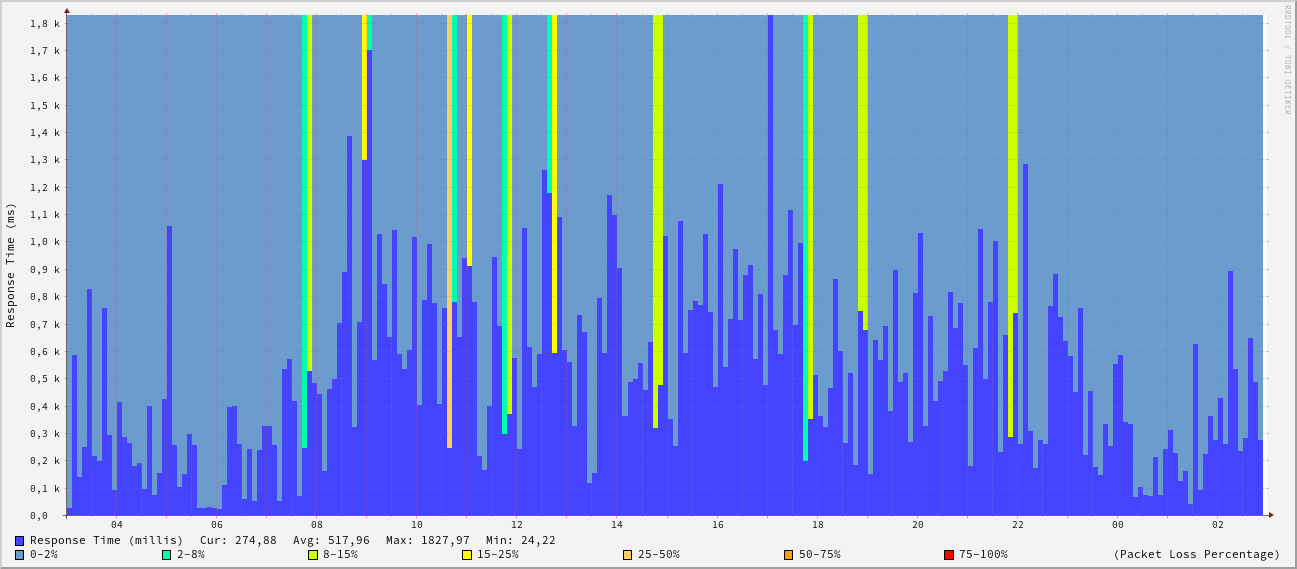 RRDTOOL / TOBI OETIKER
Response Time (ms)
1,8 k
1,7 k
1,6 k
1,5 k
1,4 k
1,3 k
1,2 k
1,1 k
1,0 k
0,9 k
0,8 k
0,7 k
0,6 k
0,5 k
0,4 k
0,3 k
0,2 k
0,1 k
0,0
04 06 08 10 12 14 16 18 20 22 00 02
Response Time (millis) Cur: 274,88 Avg: 517,96 Max: 1827,97 Min: 24,22
0-2% 2-8% 8-15% 15-25% 25-50% 50-75% 75-100% (Packet Loss Percentage)